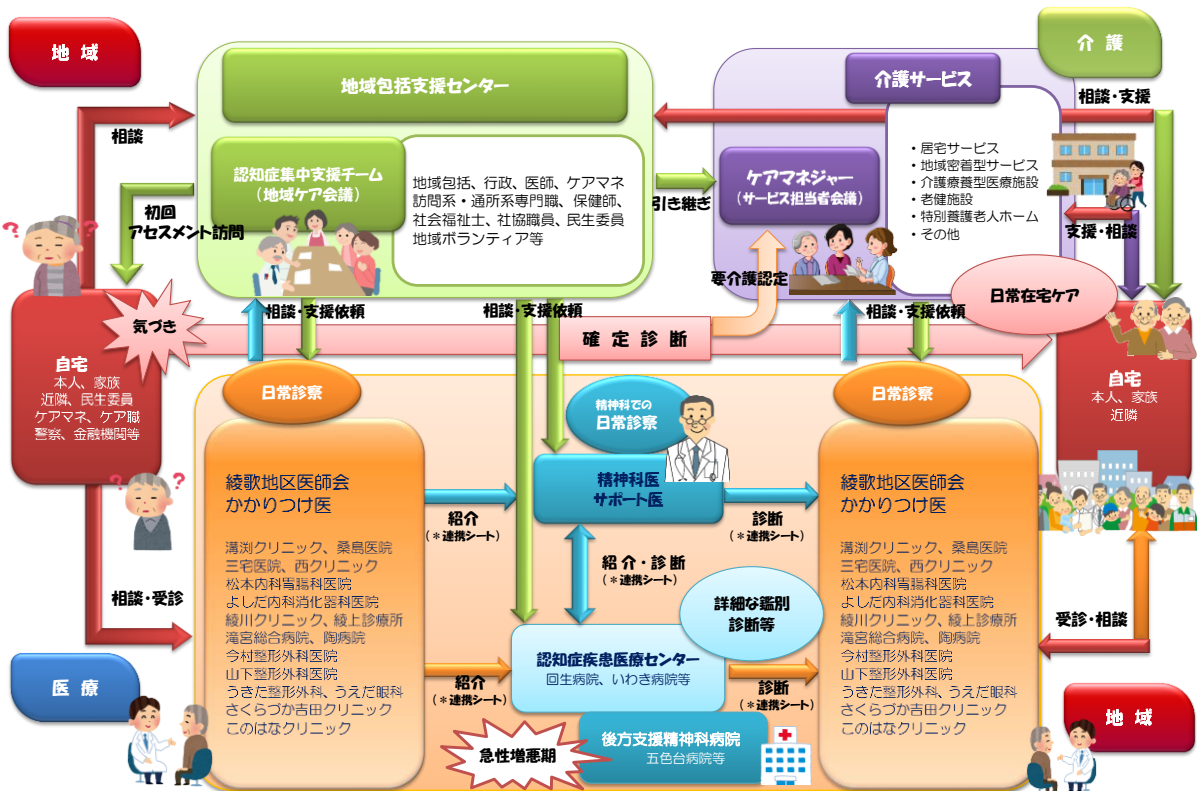 地 域
介 護
地域包括支援センター
介護サービス
相談・支援
相談
認知症集中支援チーム
（地域ケア会議）
地域包括、行政、医師、ケアマネ
訪問系・通所系専門職、保健師、
社会福祉士、社協職員、民生委員
地域ボランティア等
引き継ぎ
ケアマネジャー
（サービス担当者会議）
・居宅サービス
・地域密着型サービス
・介護療養型医療施設
・老健施設
・特別養護老人ホーム
・その他
初回
アセスメント訪問
支援・相談
要介護認定
? ?
気づき
相談・支援依頼
相談・支援依頼
相談・支援依頼
日常在宅ケア
確 定 診 断
自宅
本人、家族
近隣、民生委員
ケアマネ、ケア職
警察、金融機関等
自宅
本人、家族
近隣
日常診察
精神科での
日常診察
日常診察
綾歌地区医師会
かかりつけ医
溝渕クリニック、桑島医院
三宅医院、西クリニック
松本内科胃腸科医院
よしだ内科消化器科医院
綾川クリニック、綾上診療所
滝宮総合病院、陶病院
今村整形外科医院
山下整形外科医院
うきた整形外科、うえだ眼科
さくらづか吉田クリニック
このはなクリニック
精神科医
サポート医
紹介
（＊連携シート）
診断
（＊連携シート）
紹介・診断
（＊連携シート）
詳細な鑑別
診断等
認知症疾患医療センター
回生病院、いわき病院等
紹介
（＊連携シート）
診断
（＊連携シート）
急性増悪期
後方支援精神科病院
五色台病院等
綾歌地区医師会
かかりつけ医
溝渕クリニック、桑島医院
三宅医院、西クリニック
松本内科胃腸科医院
よしだ内科消化器科医院
綾川クリニック、綾上診療所
滝宮総合病院、陶病院
今村整形外科医院
山下整形外科医院
うきた整形外科、うえだ眼科
さくらづか吉田クリニック
このはなクリニック
? ?
相談・受診
受診・相談
医 療
地 域